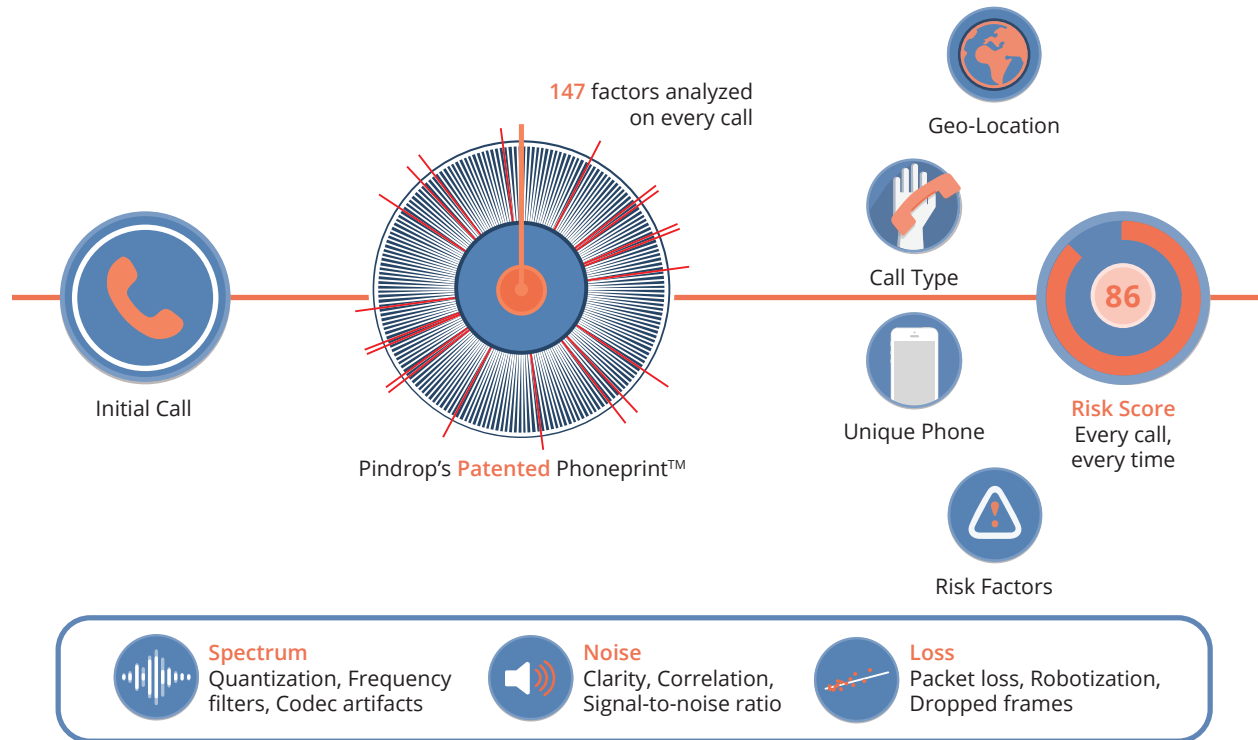 147 factors analyzed
on every call
Geo-Location
Call Type
86
Initial Call
Unique Phone
Risk Score
Every call,
every time
Pindrop’s Patented Phoneprint™
Risk Factors
Spectrum
Quantization, Frequency
filters, Codec artifacts
Noise
Clarity, Correlation,
Signal-to-noise ratio
Loss
Packet loss, Robotization,
Dropped frames